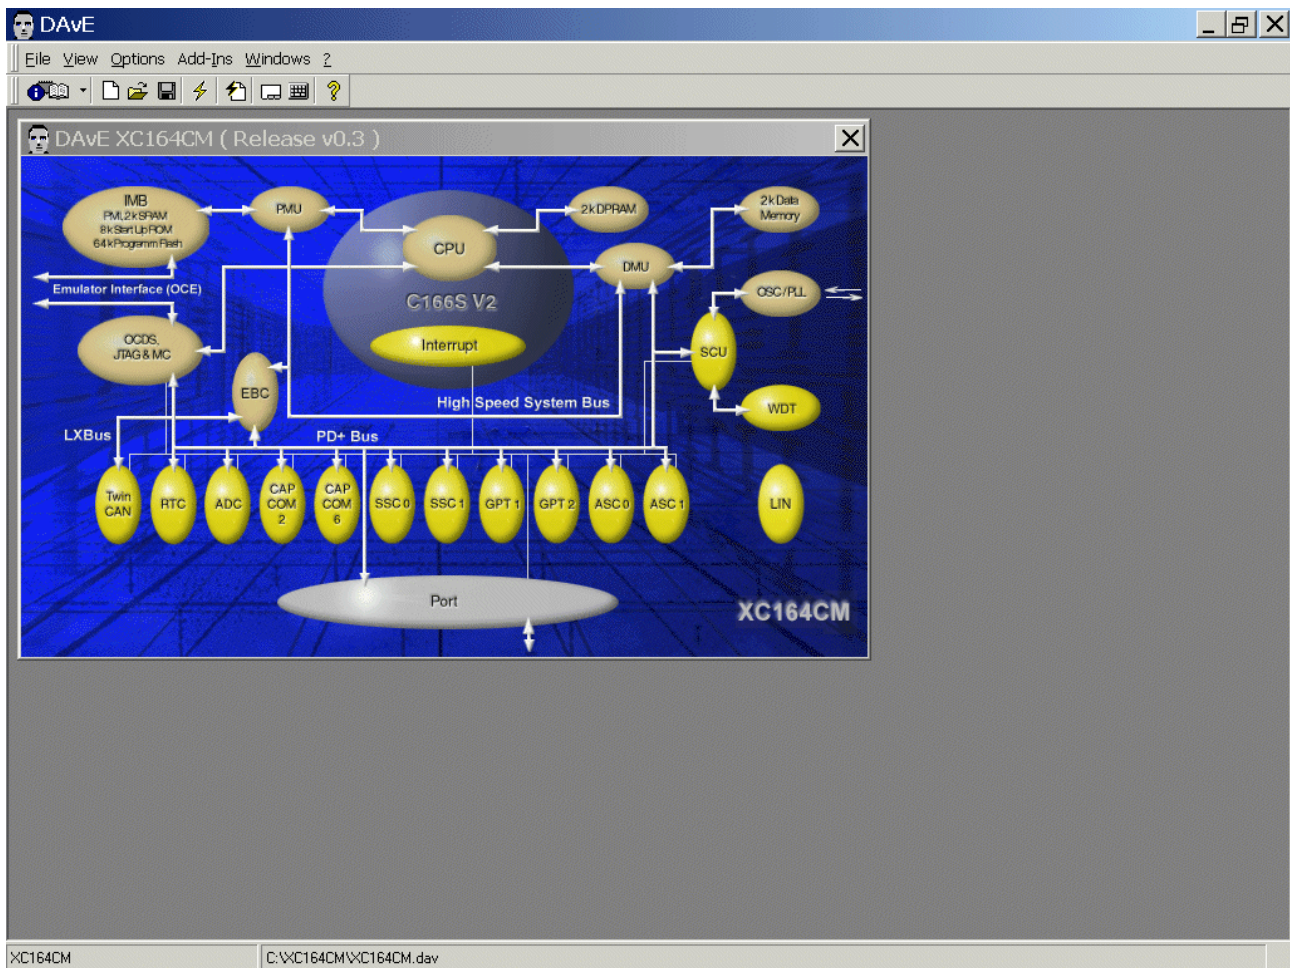 DAvE
File View Options Add-Ins Windows ?
DAvE XC164CM ( Release v0.3 )
IMB
PMI,2k SRAM
8k Start Up ROM
64k Programm Flash
PMU
CPU
2k DPRAM
2k Data
Memory
DMU
Emulator Interface (OCE)
C166S V2
OSC / PLL
OCDS,
JTAG & MC
Interrupt
SCU
EBC
High Speed System Bus
WDT
LXBus
PD+ Bus
Twin
CAN
RTC
ADC
CAP
COM
2
CAP
COM
6
SSC 0
SSC 1
GPT 1
GPT 2
ASC 0
ASC 1
LIN
Port
XC164CM
XC164CM
C:\XC164CM\XC164CM.dav